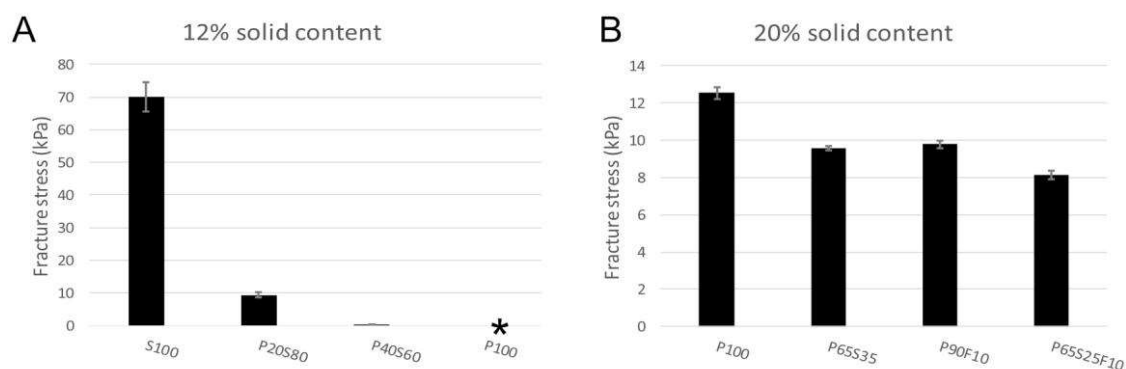 A
12% solid content
Fracture stress (kPa)
80
70
60
50
40
30
20
10
0
S100
P20S80
P40S60
P100
*
B
20% solid content
Fracture stress (kPa)
14
12
10
8
6
4
2
0
P100
P65S35
P90F10
P65S25F10